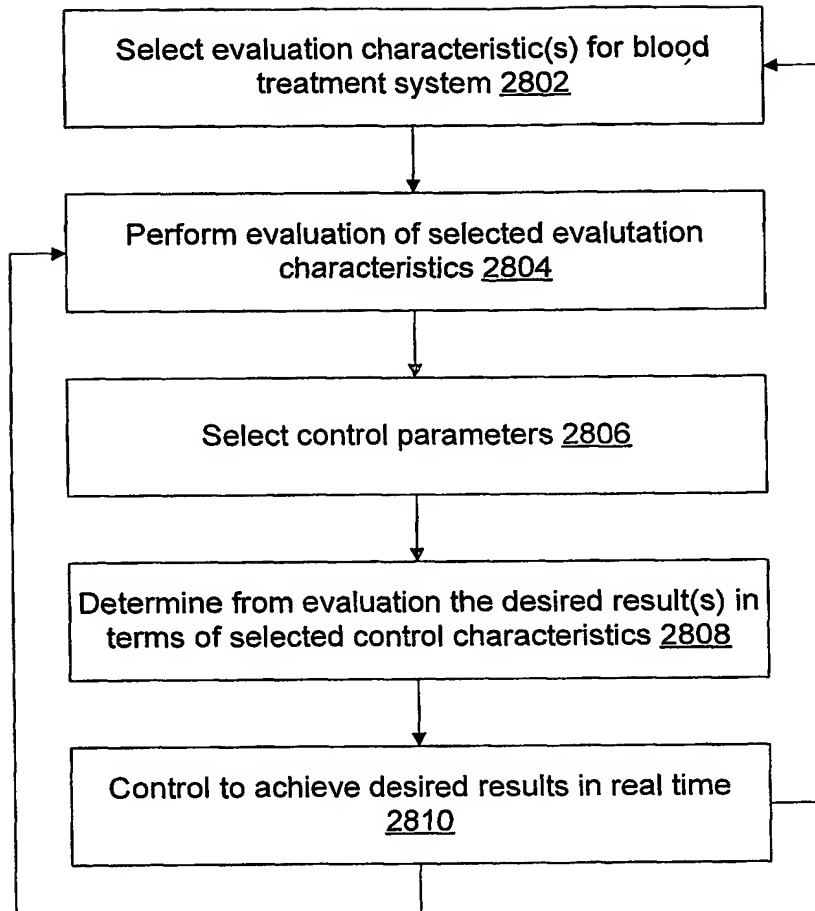 Select evaluation characteristic(s) for blood
treatment system 2802
Perform evaluation of selected evalutation
characteristics 2804
Select control parameters 2806
Determine from evaluation the desired result(s) in
terms of selected control characteristics 2808
Control to achieve desired results in real time
2810